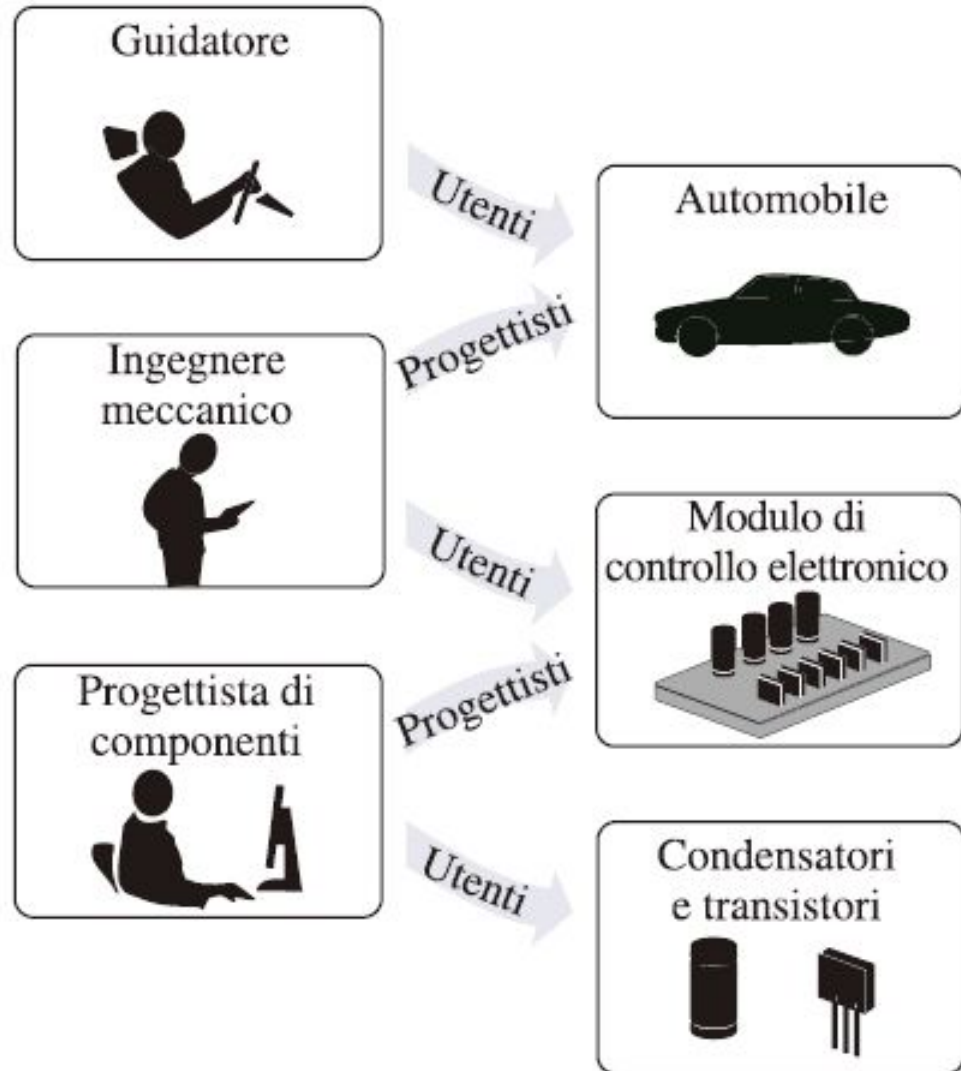 Guidatore
Utenti
Automobile
Progettisti
Ingegnere
meccanico
Utenti
Modulo di
controllo elettronico
Progettisti
Progettista di
componenti
Utenti
Condensatori
e transistori